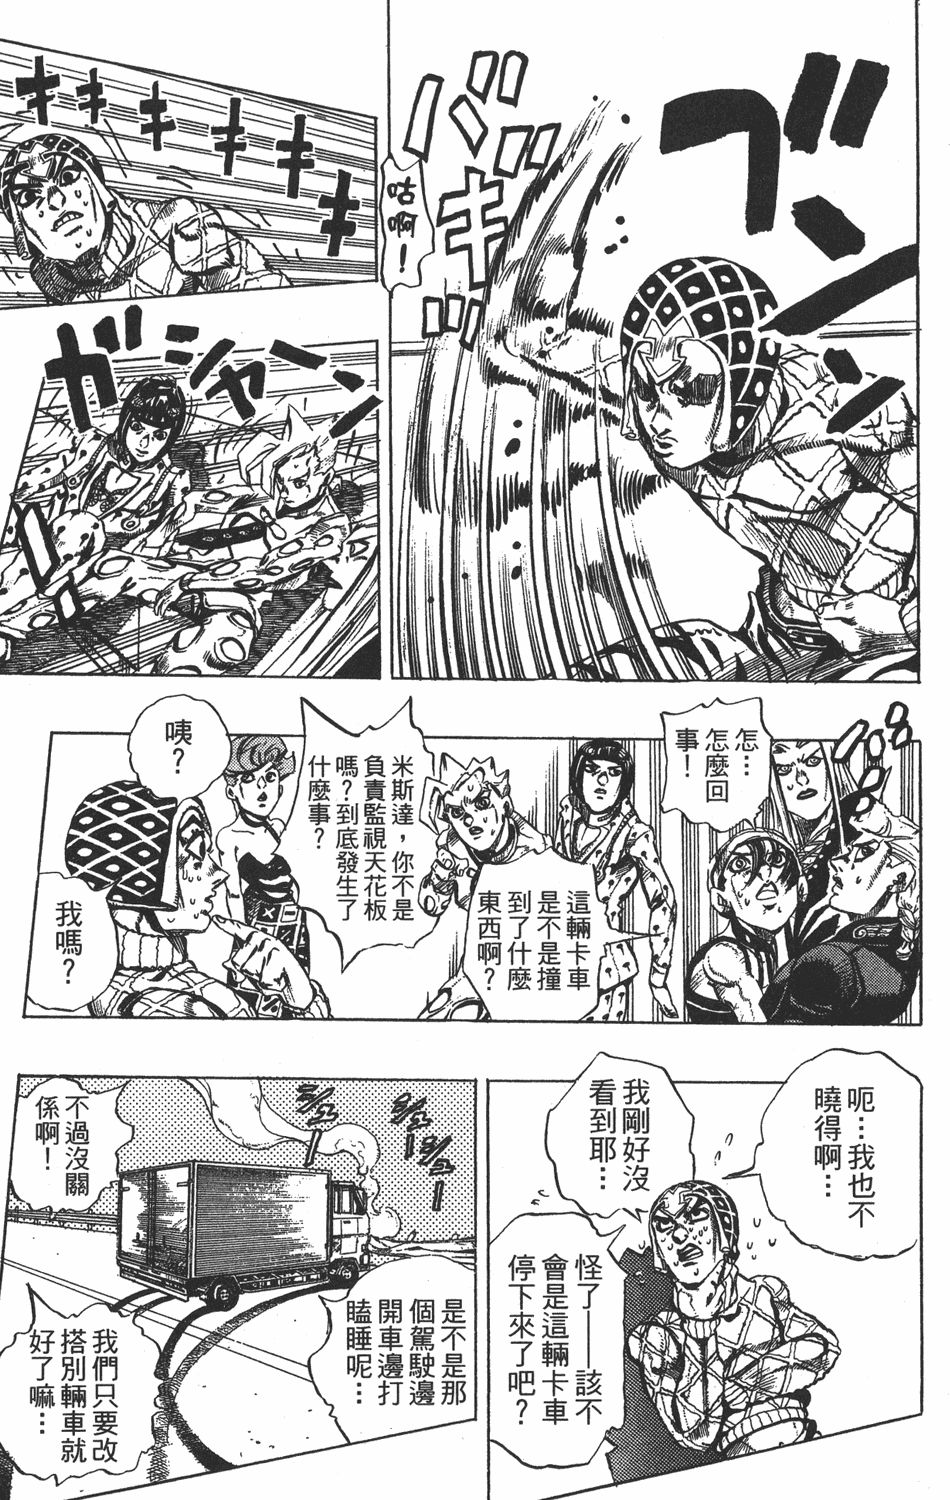 ブン
バギ
バギ
咕啊！
キキキキキキ
ガシャーン
怎…
怎麼回
事！
這輛卡車
是不是撞
到了什麼
東西啊？
米斯達，你不是
負責監視天花板
嗎？到底發生了
什麼事？
咦？
我嗎？
呃…我也不
曉得啊…
我剛好沒
看到耶…
怪了——該不
會是這輛卡車
停下來了吧？
是不是那
個駕駛邊
開車邊打
瞌睡呢…
不過沒關
係啊！
我們只要改
搭別輛車就
好了嘛…